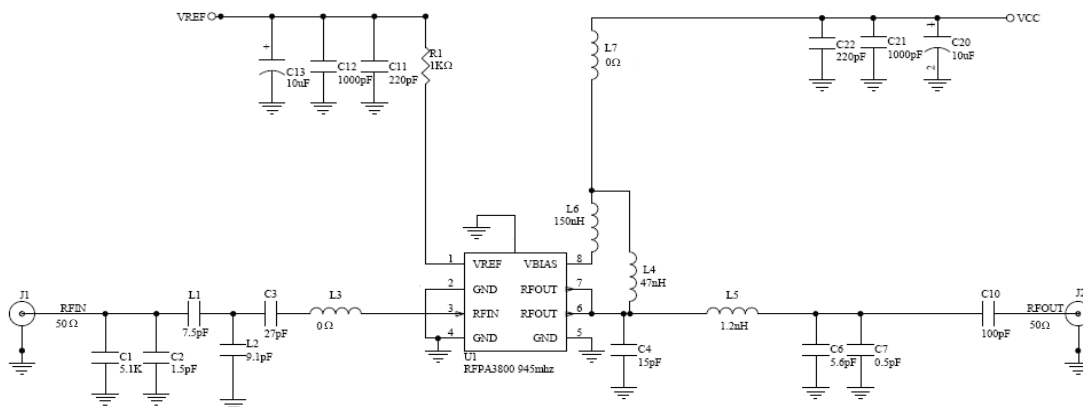 VREF
VCC
L7
0Ω
C22
220pF
C21
1000pF
+
C20
10uF
2
+
C13
10uF
C12
1000pF
C11
220pF
R1
1KΩ
L6
150nH
L4
47nH
1
VREF
VBIAS
8
2
GND
RFOUT
7
3
RFIN
RFOUT
6
4
GND
GND
5
U1
RFPA3800 945mhz
J1
RFIN
50Ω
L1
7.5pF
C3
27pF
L3
0Ω
C1
5.1K
C2
1.5pF
L2
9.1pF
C4
15pF
L5
1.2nH
C6
5.6pF
C7
0.5pF
C10
100pF
RFOUT
50Ω